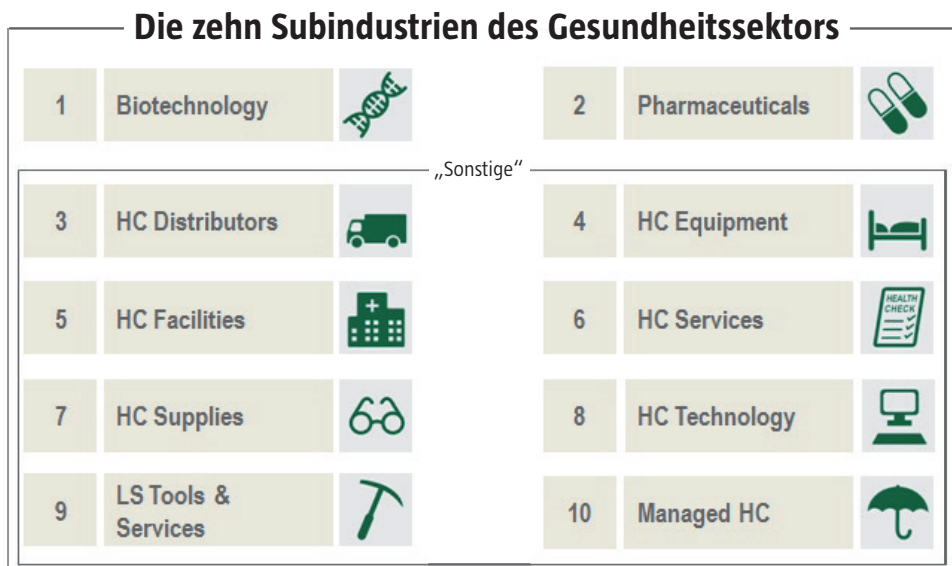 Die zehn Subindustrien des Gesundheitssektors
1 Biotechnology
2 Pharmaceuticals
„Sonstige“
3 HC Distributors
4 HC Equipment
5 HC Facilities
6 HC Services
HEALTH
CHECK
7 HC Supplies
8 HC Technology
9 LS Tools &
Services
10 Managed HC